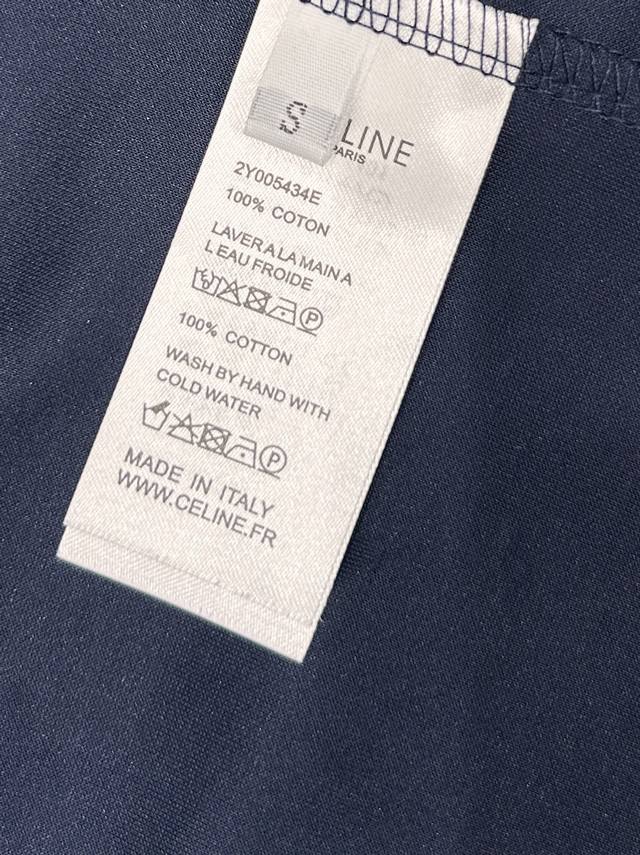 S
LINE
PARIS
2Y005434E
100% COTON
LAVER A LA MAIN A
L EAU FROIDE
P
100% COTTON
WASH BY HAND WITH
COLD WATER
P
MADE IN ITALY
WWW.CELINE.FR